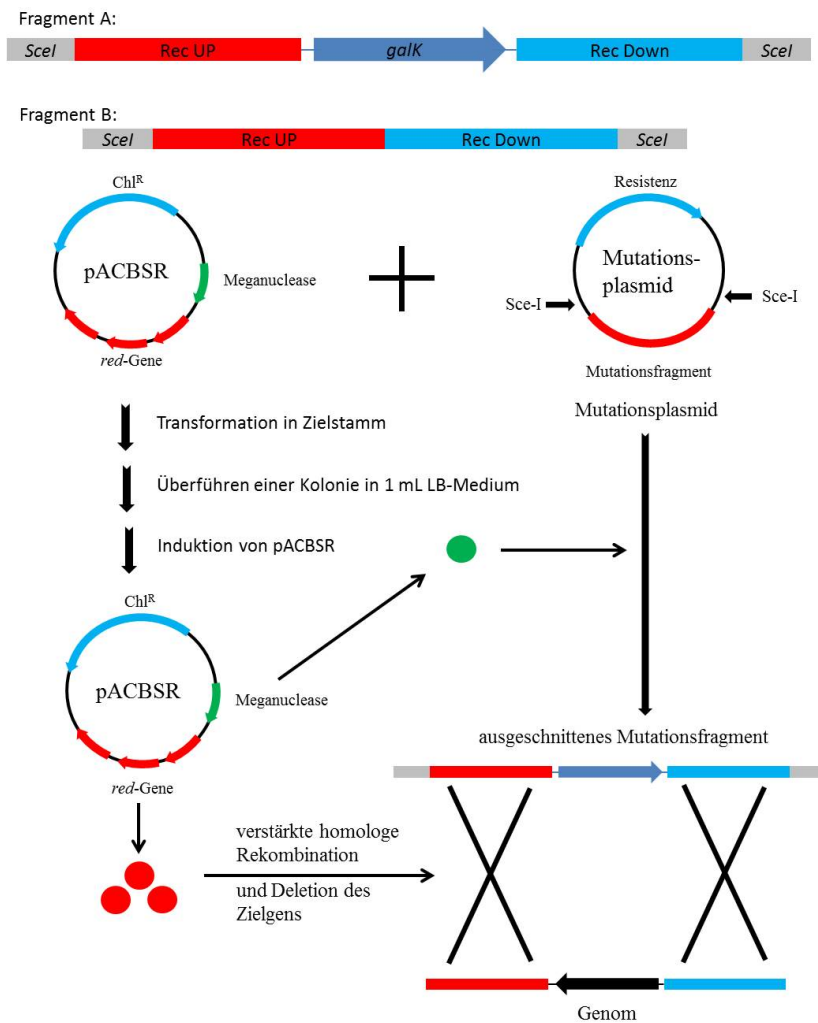 Fragment A:
SceI Rec UP galK Rec Down SceI
Fragment B:
SceI Rec UP Rec Down SceI
Chlᴿ
pACBSR
Meganuclease
red-Gene
Resistenz
Mutations-
plasmid
Sce-I
Sce-I
Mutationsfragment
Mutationsplasmid
Transformation in Zielstamm
Überführen einer Kolonie in 1 mL LB-Medium
Induktion von pACBSR
Chlᴿ
pACBSR
Meganuclease
red-Gene
ausgeschnittenes Mutationsfragment
verstärkte homologe
Rekombination
und Deletion des
Zielgens
Genom